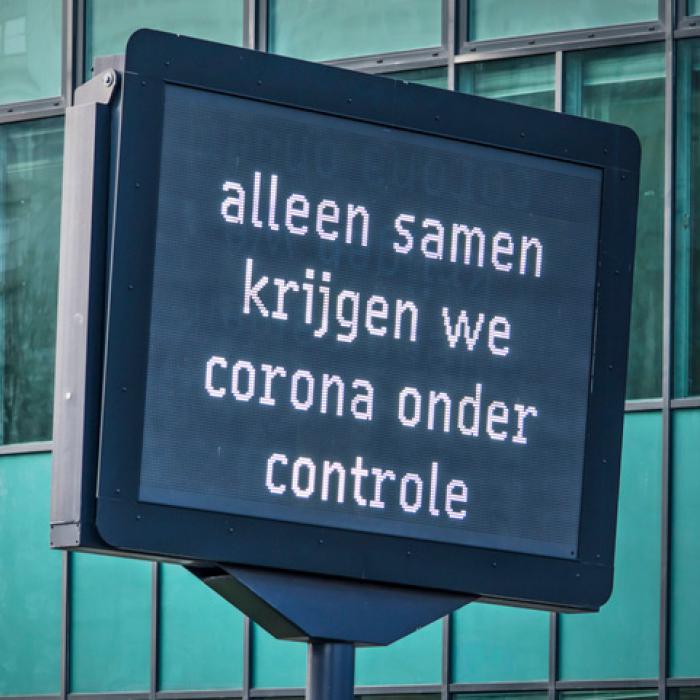 alleen samen
krijgen we
corona onder
controle